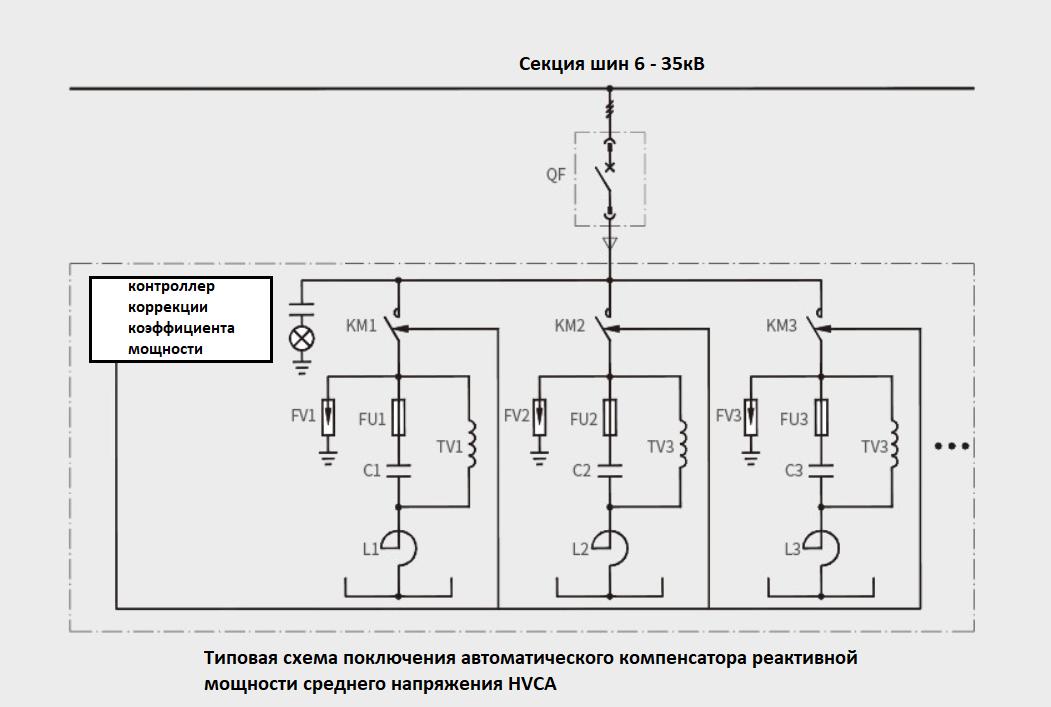 Секция шин 6 - 35кВ
QF
контроллер
коррекции
коэффициента
мощности
KM1
KM2
KM3
FV1
FU1
TV1
C1
L1
FV2
FU2
TV3
C2
L2
FV3
FU3
TV3
C3
L3
Типовая схема поключения автоматического компенсатора реактивной
мощности среднего напряжения HVCA